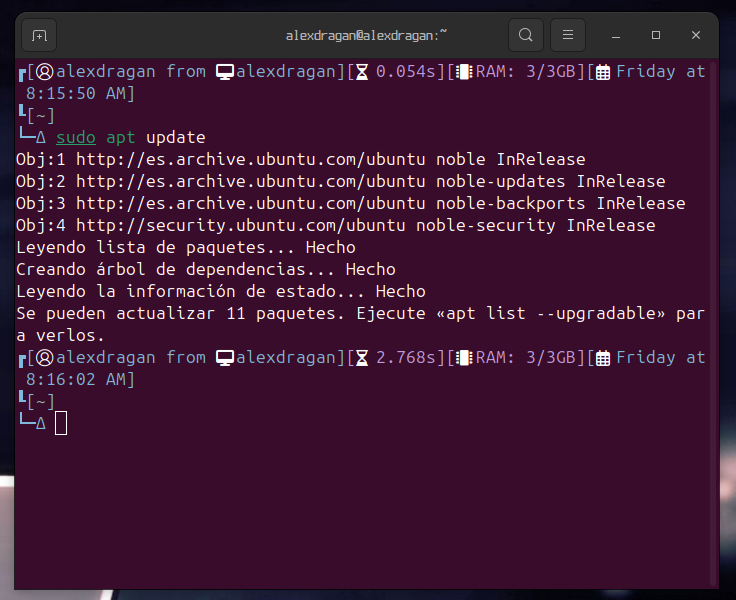 alexdragan@alexdragan:~
[alexdragan from alexdragan][ 0.054s][RAM: 3/3GB][ Friday at
8:15:50 AM]
[~]
Δ sudo apt update
Obj:1 http://es.archive.ubuntu.com/ubuntu noble InRelease
Obj:2 http://es.archive.ubuntu.com/ubuntu noble-updates InRelease
Obj:3 http://es.archive.ubuntu.com/ubuntu noble-backports InRelease
Obj:4 http://security.ubuntu.com/ubuntu noble-security InRelease
Leyendo lista de paquetes... Hecho
Creando árbol de dependencias... Hecho
Leyendo la información de estado... Hecho
Se pueden actualizar 11 paquetes. Ejecute «apt list --upgradable» par
a verlos.
[alexdragan from alexdragan][ 2.768s][RAM: 3/3GB][ Friday at
8:16:02 AM]
[~]
Δ